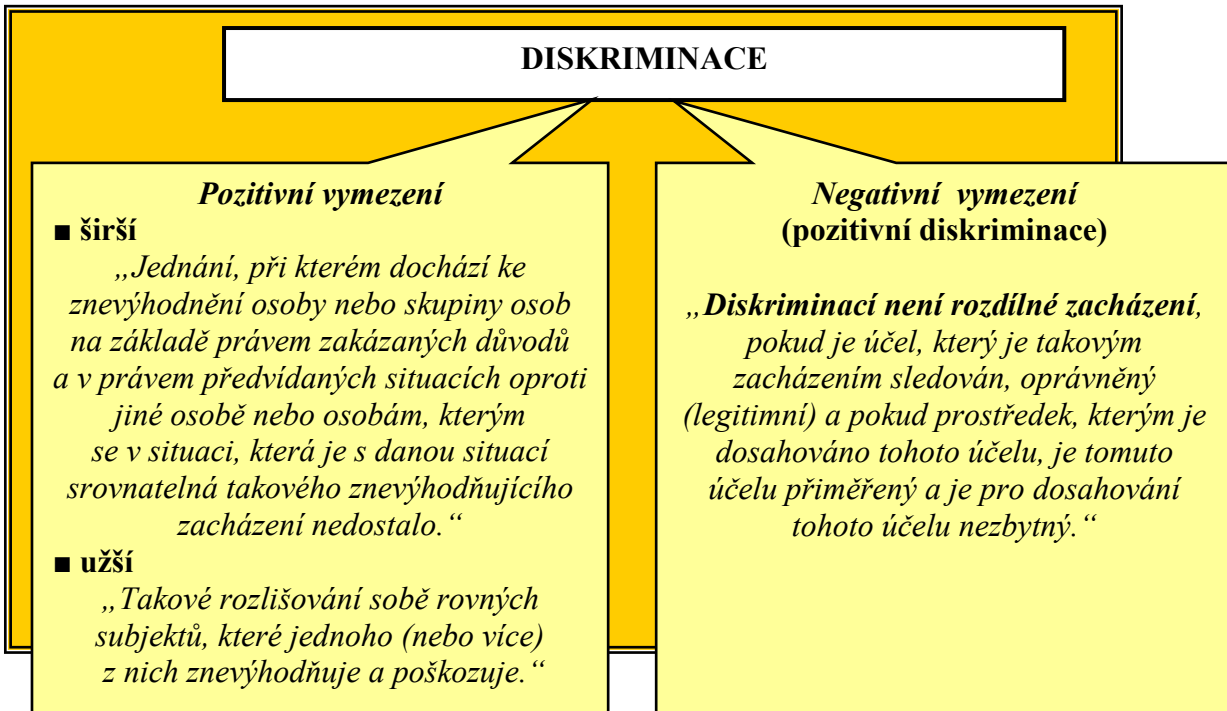 DISKRIMINACE
Pozitivní vymezení
■ širší
„Jednání, při kterém dochází ke
znevýhodnění osoby nebo skupiny osob
na základě právem zakázaných důvodů
a v právem předvídaných situacích oproti
jiné osobě nebo osobám, kterým
se v situaci, která je s danou situací
srovnatelná takového znevýhodňujícího
zacházení nedostalo.“
■ užší
„Takové rozlišování sobě rovných
subjektů, které jednoho (nebo více)
z nich znevýhodňuje a poškozuje.“
Negativní vymezení
(pozitivní diskriminace)
„Diskriminací není rozdílné zacházení,
pokud je účel, který je takovým
zacházením sledován, oprávněný
(legitimní) a pokud prostředek, kterým je
dosahováno tohoto účelu, je tomuto
účelu přiměřený a je pro dosahování
tohoto účelu nezbytný.“